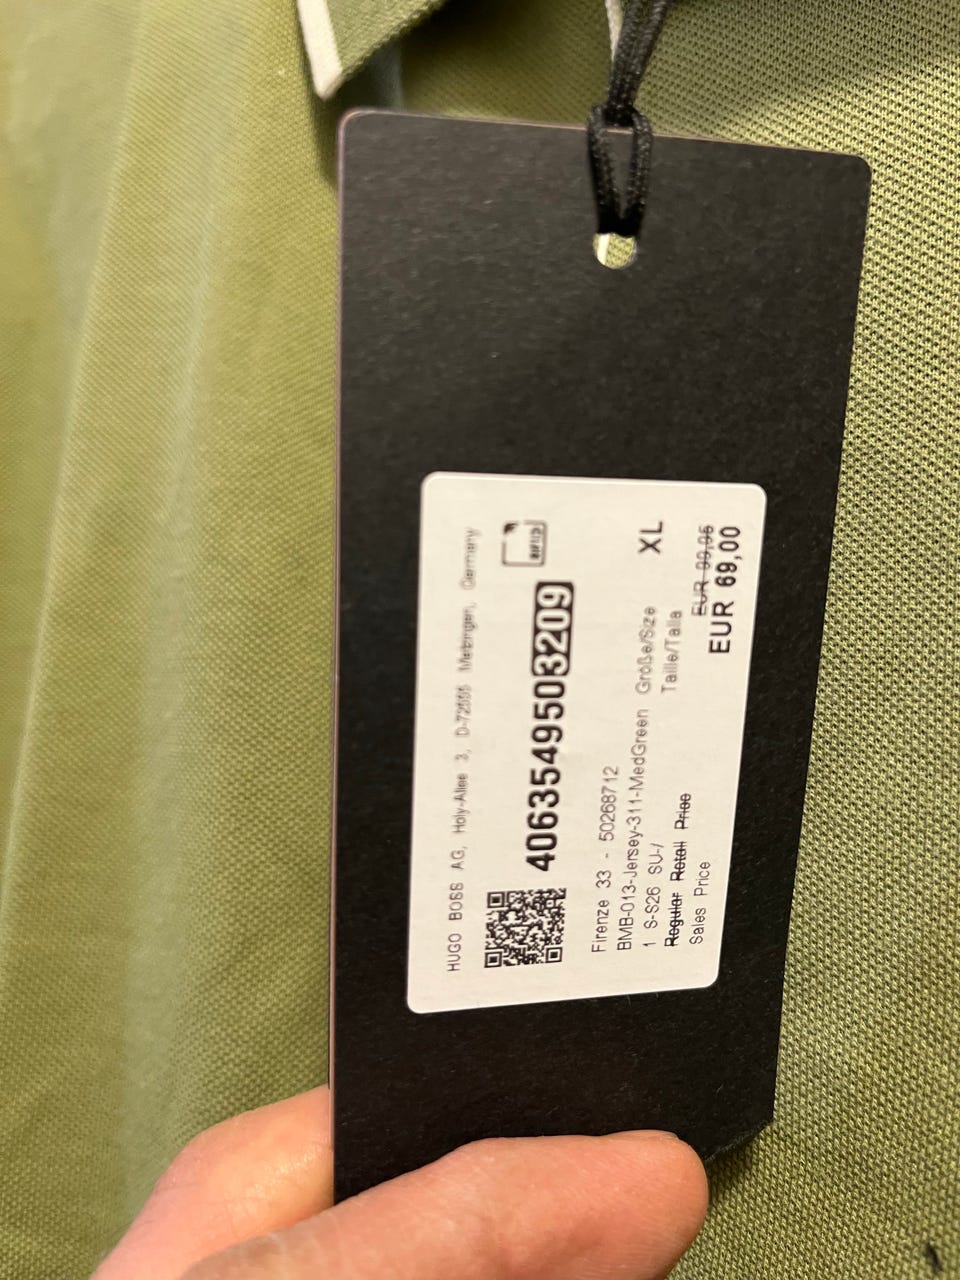 HUGO BOSS AG, Holy-Allee 3, D-72555 Metzingen, Germany
4063549503209
RFID
Firenze 33 - 50268712
BMB-013-Jersey-311-MedGreen Größe/Size XL
1 S-S26 SU-/ Taille/Talla
Regular Retail Price EUR 99,95
Sales Price EUR 69,00